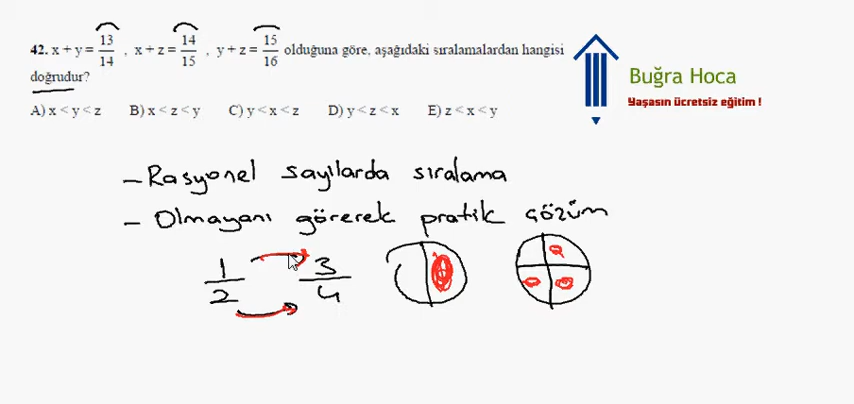 42. x + y = 13/14 , x + z = 14/15 , y + z = 15/16 olduğuna göre, aşağıdaki sıralamalardan hangisi
doğrudur?
A) x < y < z B) x < z < y C) y < x < z D) y < z < x E) z < x < y
Buğra Hoca
Yaşasın ücretsiz eğitim !
- Rasyonel sayılarda sıralama
- Olmayanı görerek pratik çözüm
1/2 3/4